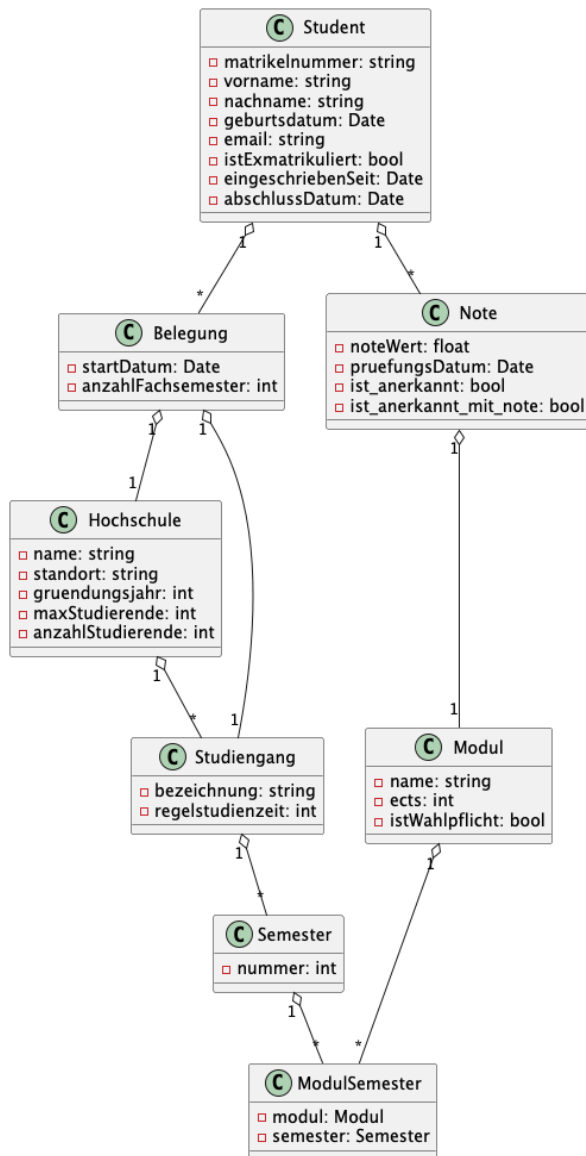 C Student
matrikelnummer: string
vorname: string
nachname: string
geburtsdatum: Date
email: string
istExmatrikuliert: bool
eingeschriebenSeit: Date
abschlussDatum: Date
1
1
*
*
C Belegung
startDatum: Date
anzahlFachsemester: int
C Note
noteWert: float
pruefungsDatum: Date
ist_anerkannt: bool
ist_anerkannt_mit_note: bool
1
1
1
1
C Hochschule
name: string
standort: string
gruendungsjahr: int
maxStudierende: int
anzahlStudierende: int
1
*
1
1
C Studiengang
bezeichnung: string
regelstudienzeit: int
C Modul
name: string
ects: int
istWahlpflicht: bool
1
1
*
C Semester
nummer: int
1
*
*
C ModulSemester
modul: Modul
semester: Semester